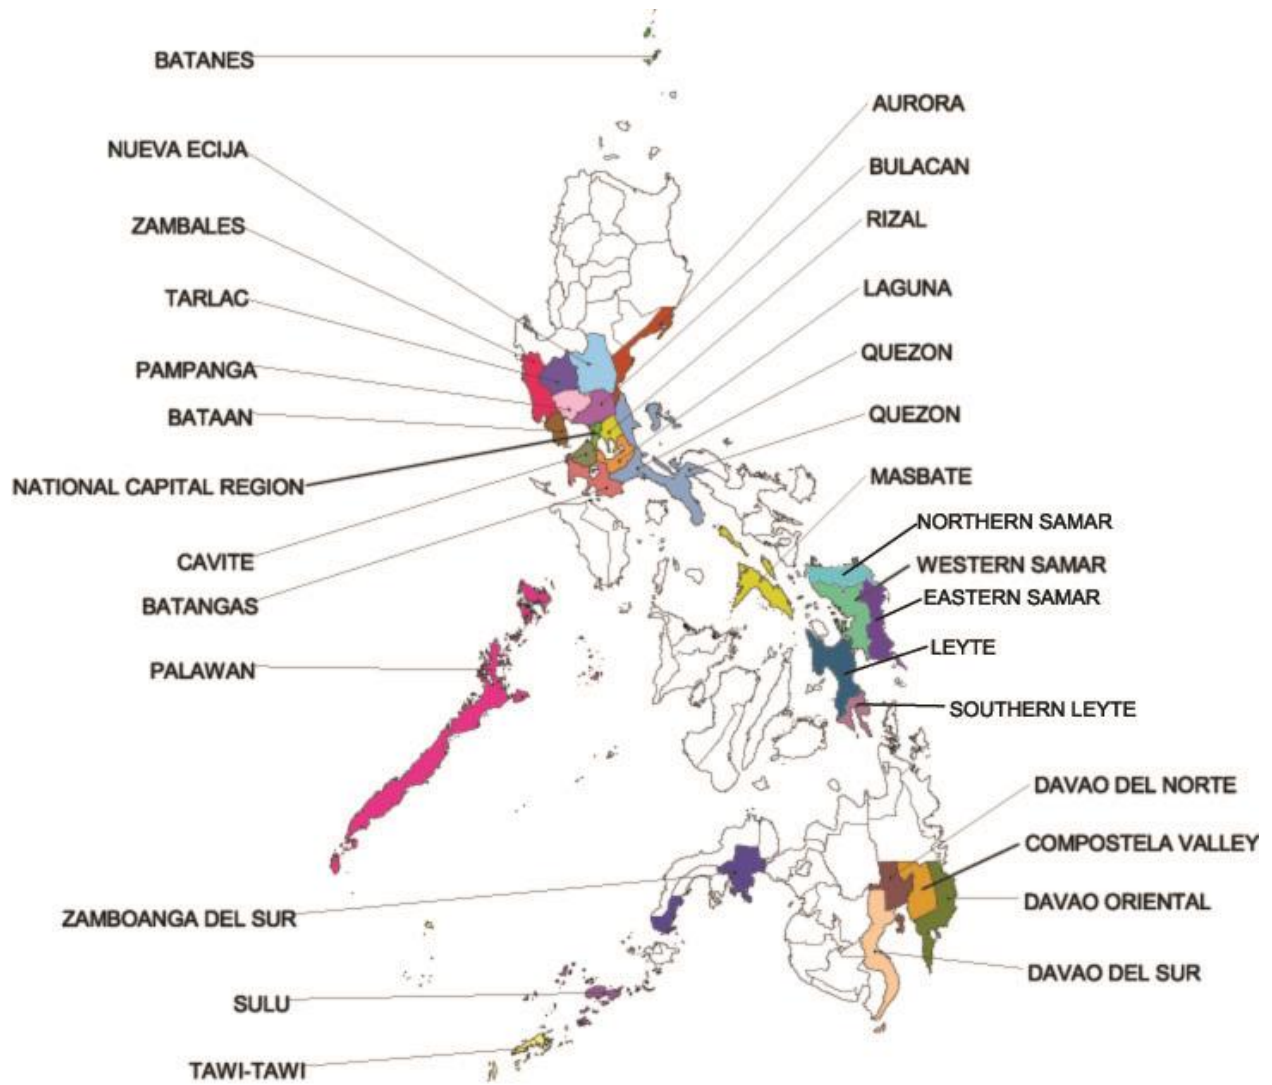 BATANES
NUEVA ECIJA
ZAMBALES
TARLAC
PAMPANGA
BATAAN
NATIONAL CAPITAL REGION
CAVITE
BATANGAS
PALAWAN
ZAMBOANGA DEL SUR
SULU
TAWI-TAWI
AURORA
BULACAN
RIZAL
LAGUNA
QUEZON
QUEZON
MASBATE
NORTHERN SAMAR
WESTERN SAMAR
EASTERN SAMAR
LEYTE
SOUTHERN LEYTE
DAVAO DEL NORTE
COMPOSTELA VALLEY
DAVAO ORIENTAL
DAVAO DEL SUR